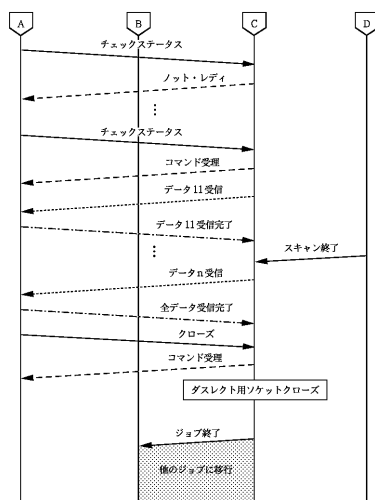 A B C D
チェックステータス
ノット・レディ
チェックステータス
コマンド受理
データ11受信
データ11受信完了
スキャン終了
データn受信
全データ受信完了
クローズ
コマンド受理
ダスレクト用ソケットクローズ
ジョブ終了
他のジョブに移行